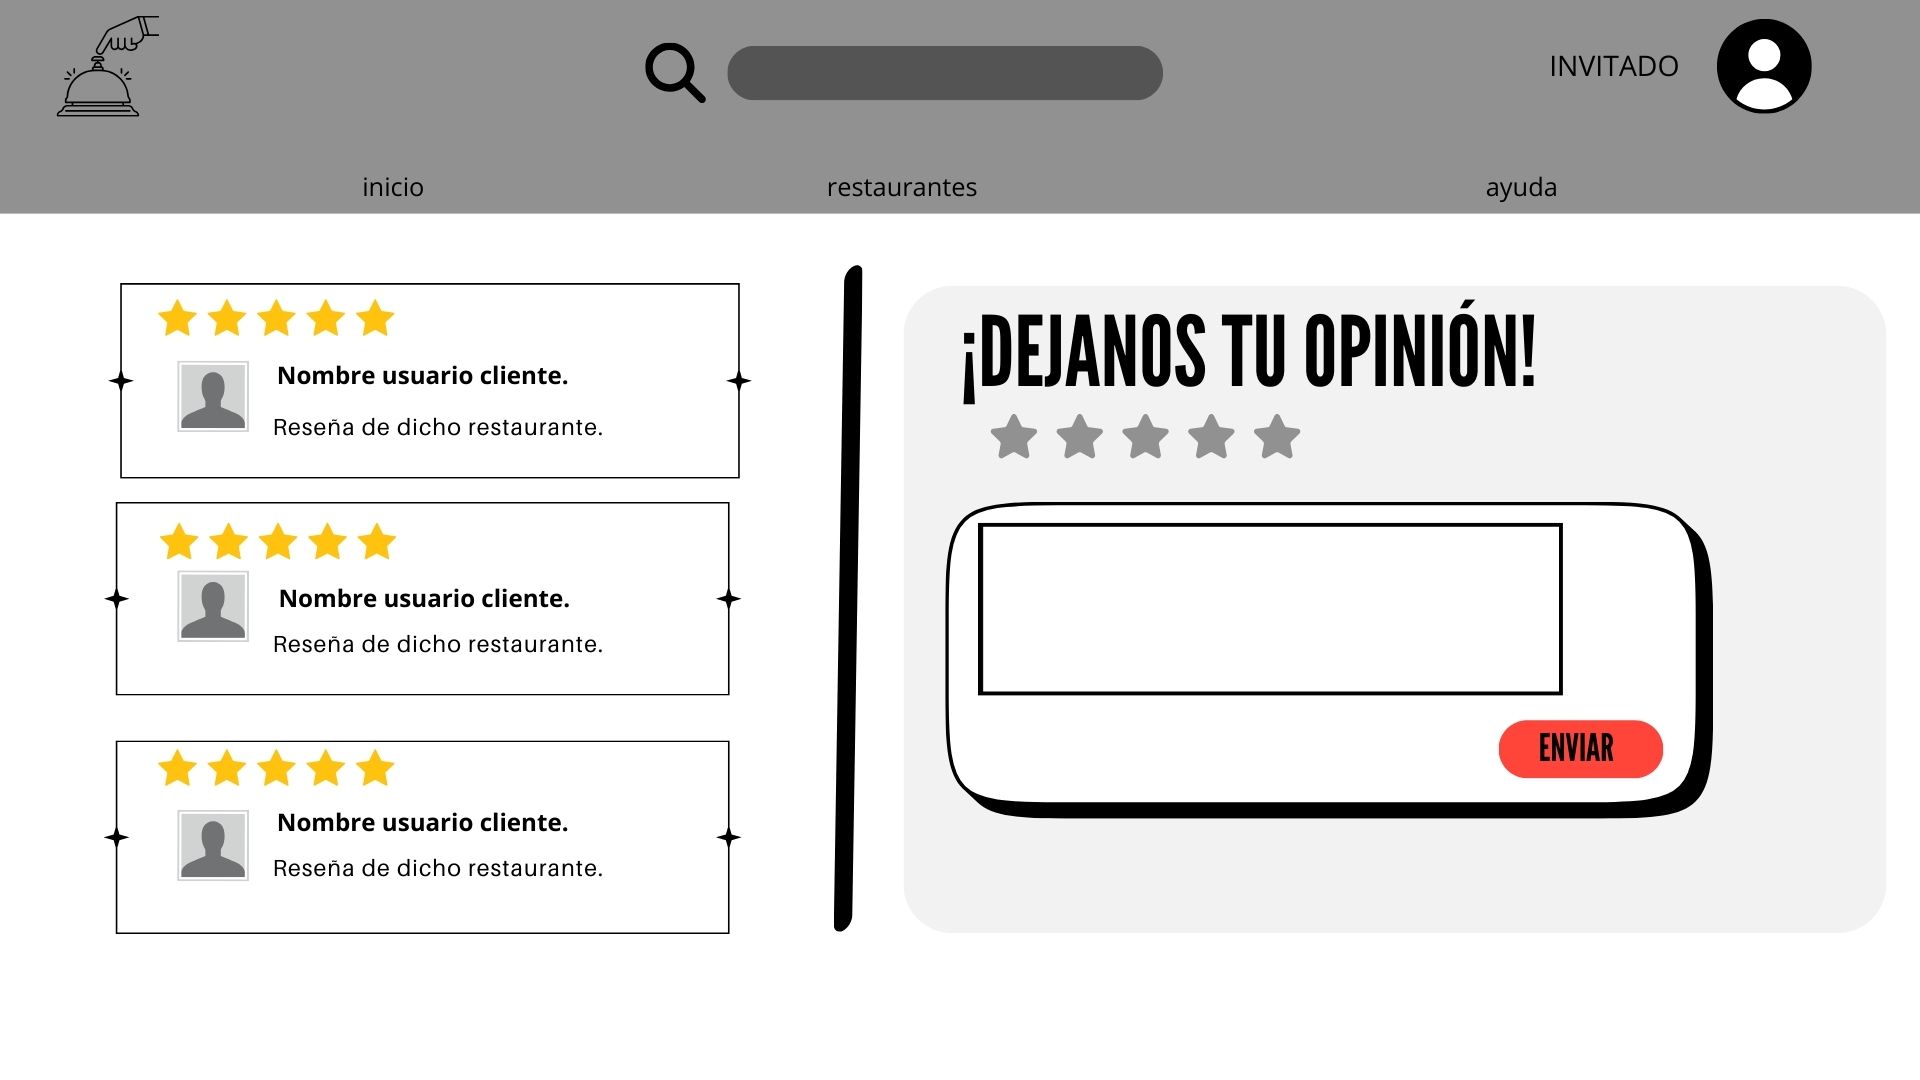 INVITADO
inicio
restaurantes
ayuda
Nombre usuario cliente.
Reseña de dicho restaurante.
Nombre usuario cliente.
Reseña de dicho restaurante.
Nombre usuario cliente.
Reseña de dicho restaurante.
¡DEJANOS TU OPINIÓN!
ENVIAR